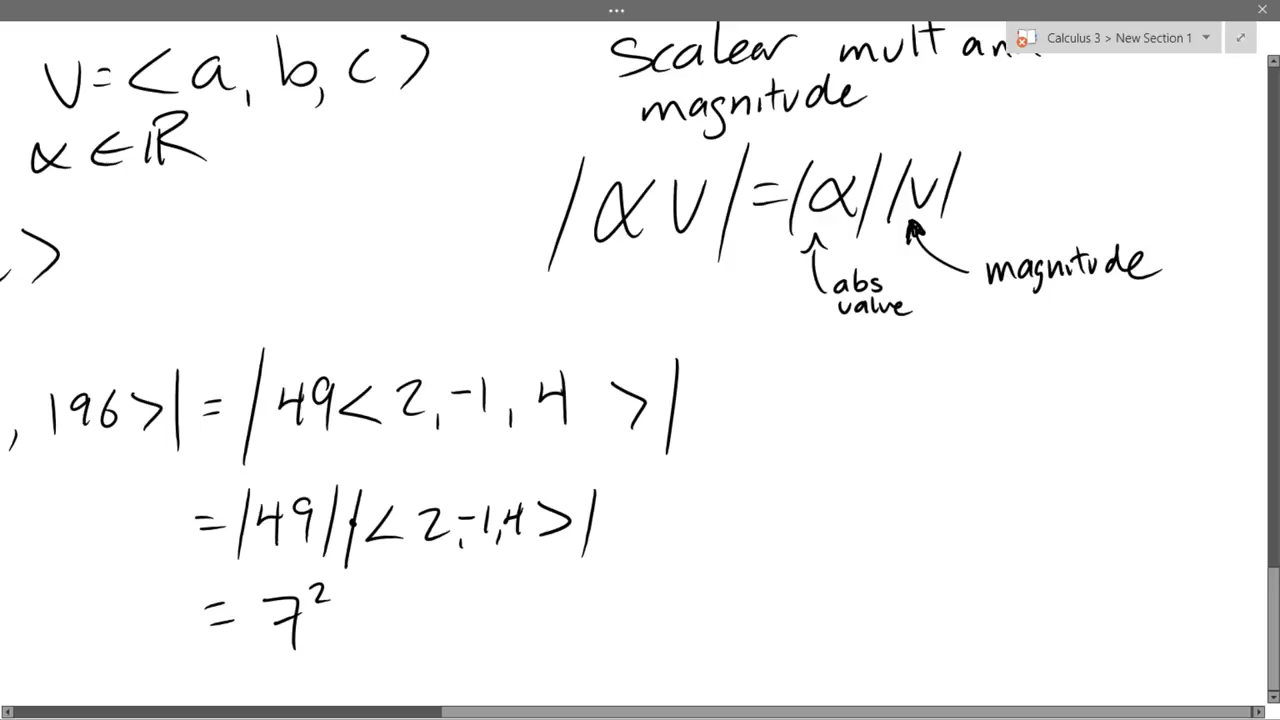 Calculus 3 > New Section 1
v = <a, b, c>
α ∈ ℝ
>
Scalear mult an
magnitude
|αv| = |α||v|
abs
value
magnitude
, 196>| = |49<2, -1, 4 >|
= |49||<2, -1, 4>|
= 7²